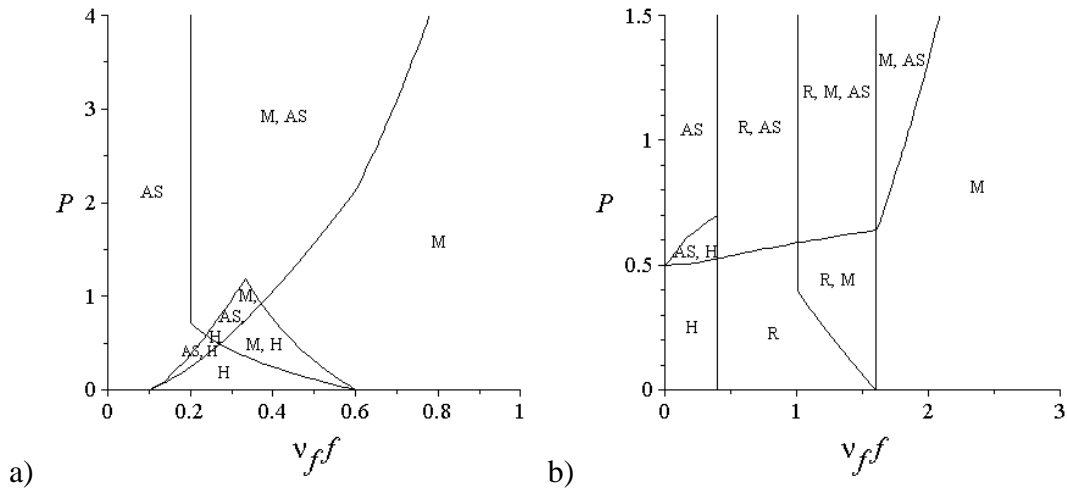 4
3
P 2
1
0
0 0.2 0.4 0.6 0.8 1
ν_f f
AS
M, AS
M
M,
AS,
H
AS, H
M, H
H
a)
1.5
1
P
0.5
0
0 1 2 3
ν_f f
M, AS
R, M, AS
AS
R, AS
M
AS, H
R, M
H
R
b)